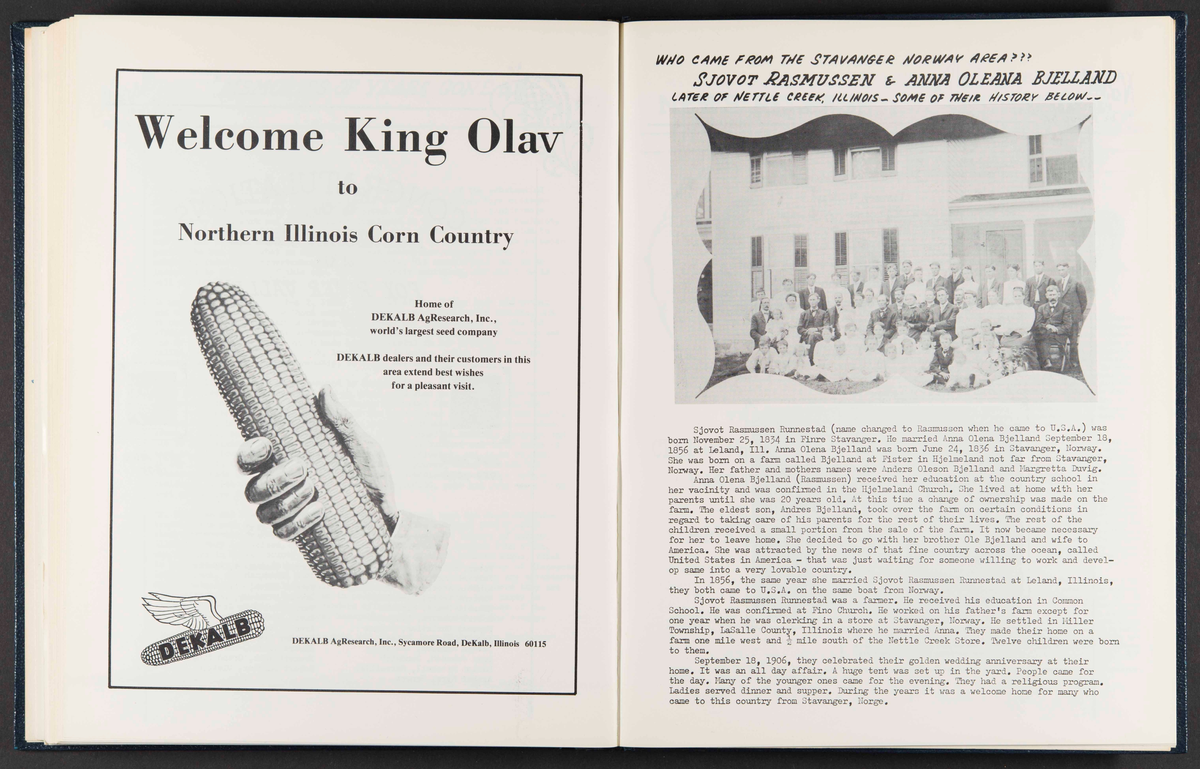 Welcome King Olav
to
Northern Illinois Corn Country
Home of
DEKALB AgResearch, Inc.,
world's largest seed company
DEKALB dealers and their customers in this
area extend best wishes
for a pleasant visit.
DEKALB
DEKALB AgResearch, Inc., Sycamore Road, DeKalb, Illinois 60115
WHO CAME FROM THE STAVANGER NORWAY AREA???
SJOVOT RASMUSSEN & ANNA OLEANA BJELLAND
LATER OF NETTLE CREEK, ILLINOIS - SOME OF THEIR HISTORY BELOW--
Sjovot Rasmussen Runnestad (name changed to Rasmussen when he came to U.S.A.) was
born November 25, 1834 in Finre Stavanger. He married Anna Olena Bjelland September 18,
1856 at Leland, Ill. Anna Olena Bjelland was born June 24, 1836 in Stavanger, Norway.
She was born on a farm called Bjelland at Fister in Hjelmeland not far from Stavanger,
Norway. Her father and mothers names were Anders Oleson Bjelland and Margretta Duvig.
Anna Olena Bjelland (Rasmussen) received her education at the country school in
her vacinity and was confirmed in the Hjelmeland Church. She lived at home with her
parents until she was 20 years old. At this time a change of ownership was made on the
farm. The eldest son, Andres Bjelland, took over the farm on certain conditions in
regard to taking care of his parents for the rest of their lives. The rest of the
children received a small portion from the sale of the farm. It now became necessary
for her to leave home. She decided to go with her brother Ole Bjelland and wife to
America. She was attracted by the news of that fine country across the ocean, called
United States in America - that was just waiting for someone willing to work and devel-
op same into a very lovable country.
In 1856, the same year she married Sjovot Rasmussen Runnestad at Leland, Illinois,
they both came to U.S.A. on the same boat from Norway.
Sjovot Rasmussen Runnestad was a farmer. He received his education in Common
School. He was confirmed at Fino Church. He worked on his father's farm except for
one year when he was clerking in a store at Stavanger, Norway. He settled in Miller
Township, LaSalle County, Illinois where he married Anna. They made their home on a
farm one mile west and ½ mile south of the Nettle Creek Store. Twelve children were born
to them.
September 18, 1906, they celebrated their golden wedding anniversary at their
home. It was an all day affair. A huge tent was set up in the yard. People came for
the day. Many of the younger ones came for the evening. They had a religious program.
Ladies served dinner and supper. During the years it was a welcome home for many who
came to this country from Stavanger, Norge.